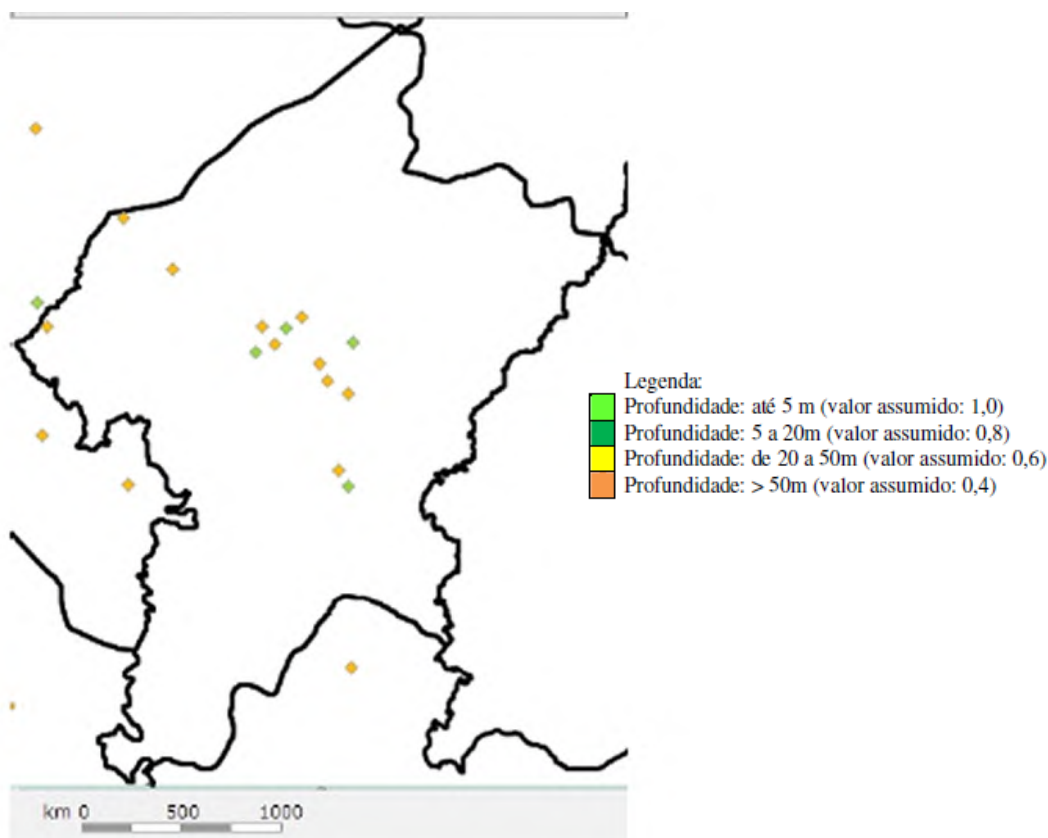 Legenda:
Profundidade: até 5 m (valor assumido: 1,0)
Profundidade: 5 a 20m (valor assumido: 0,8)
Profundidade: de 20 a 50m (valor assumido: 0,6)
Profundidade: > 50m (valor assumido: 0,4)
km 0 500 1000